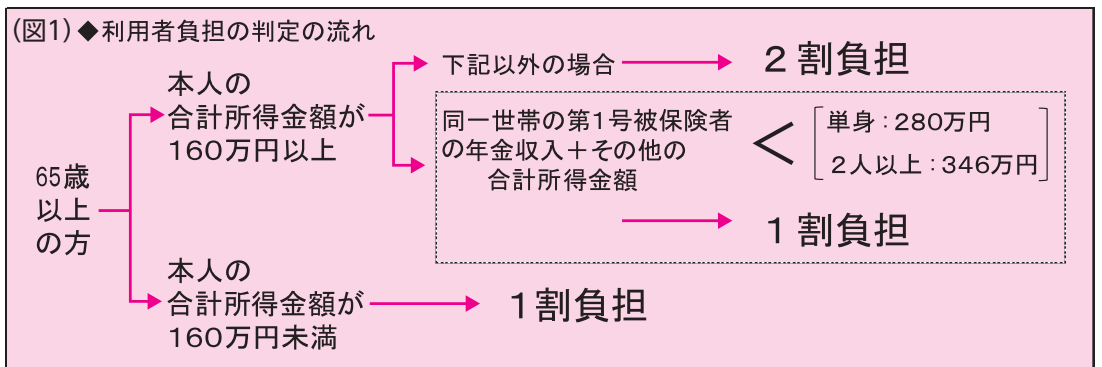 (図1)◆利用者負担の判定の流れ
65歳
以上
の方
本人の
合計所得金額が
160万円以上
下記以外の場合
2割負担
同一世帯の第1号被保険者
の年金収入+その他の
合計所得金額
<
単身:280万円
2人以上:346万円
1割負担
本人の
合計所得金額が
160万円未満
1割負担